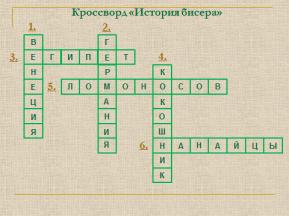 Кроссворд «История бисера»
1. 2.
В Г
3. Е Г И П Е Т 4.
Н Р К
Е 5. Л О М О Н О С О В
Ц А К
И Н О
Я И Ш
Я 6. Н А Н А Й Ц Ы
И
К